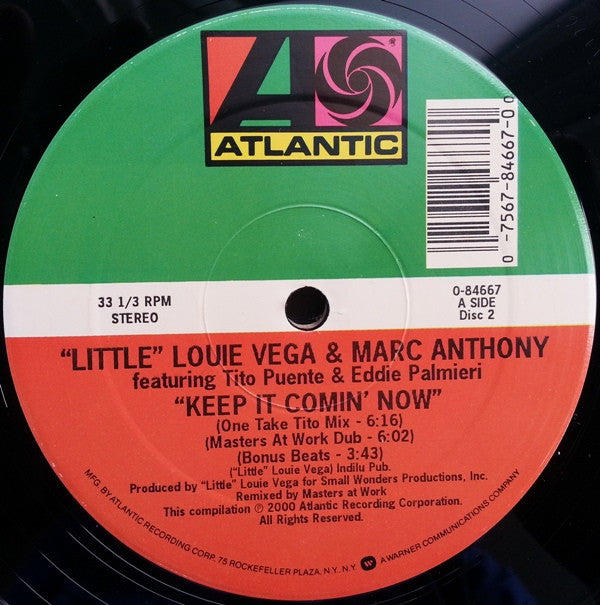 ATLANTIC
0-7567-84667-0 0
33 1/3 RPM
STEREO
0-84667
A SIDE
Disc 2
"LITTLE" LOUIE VEGA & MARC ANTHONY
featuring Tito Puente & Eddie Palmieri
"KEEP IT COMIN' NOW"
(One Take Tito Mix - 6:16)
(Masters At Work Dub - 6:02)
(Bonus Beats - 3:43)
("Little" Louie Vega) Indilu Pub.
Produced by "Little" Louie Vega for Small Wonders Productions, Inc.
Remixed by Masters at Work
This compilation ℗ 2000 Atlantic Recording Corporation.
All Rights Reserved.
MFG. BY ATLANTIC RECORDING CORP. 75 ROCKEFELLER PLAZA, N.Y., N.Y. A WARNER COMMUNICATIONS COMPANY